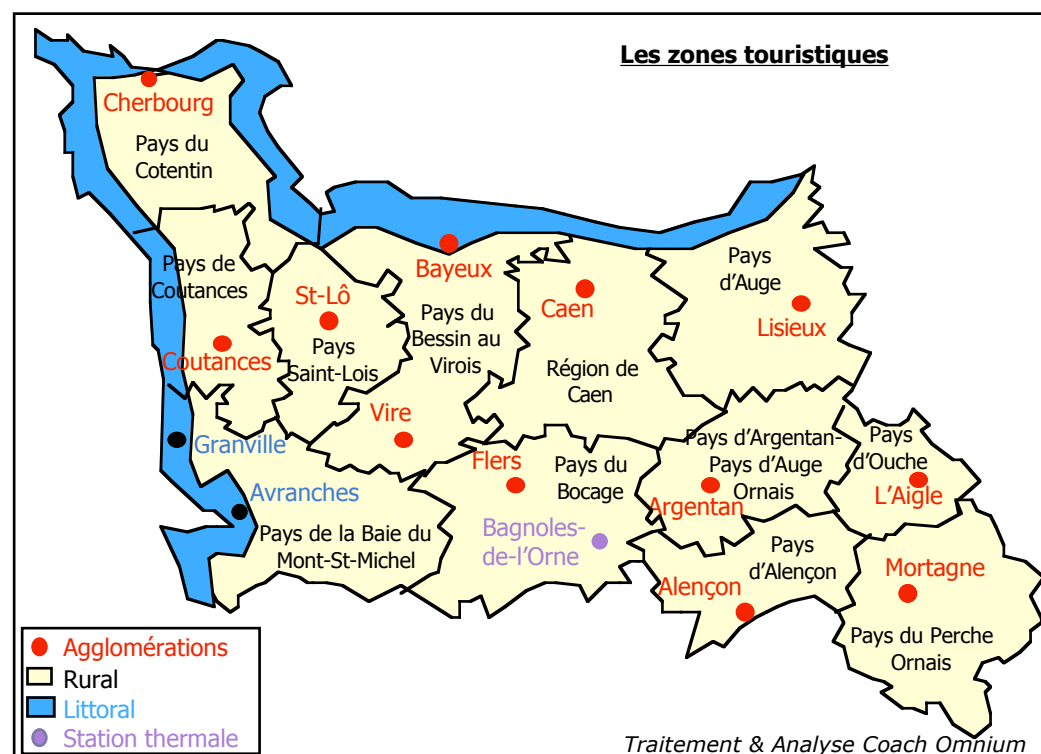 Les zones touristiques
Cherbourg
Pays du
Cotentin
Pays de
Coutances
Coutances
St-Lô
Pays
Saint-Lois
Bayeux
Pays du
Bessin au
Virois
Vire
Caen
Région de
Caen
Pays
d'Auge
Lisieux
Granville
Avranches
Pays de la Baie du
Mont-St-Michel
Flers
Pays du
Bocage
Bagnoles-
de-l'Orne
Pays d'Argentan-
Pays d'Auge
Ornais
Argentan
Pays
d'Ouche
L'Aigle
Pays
d'Alençon
Alençon
Mortagne
Pays du Perche
Ornais
Agglomérations
Rural
Littoral
Station thermale
Traitement & Analyse Coach Omnium